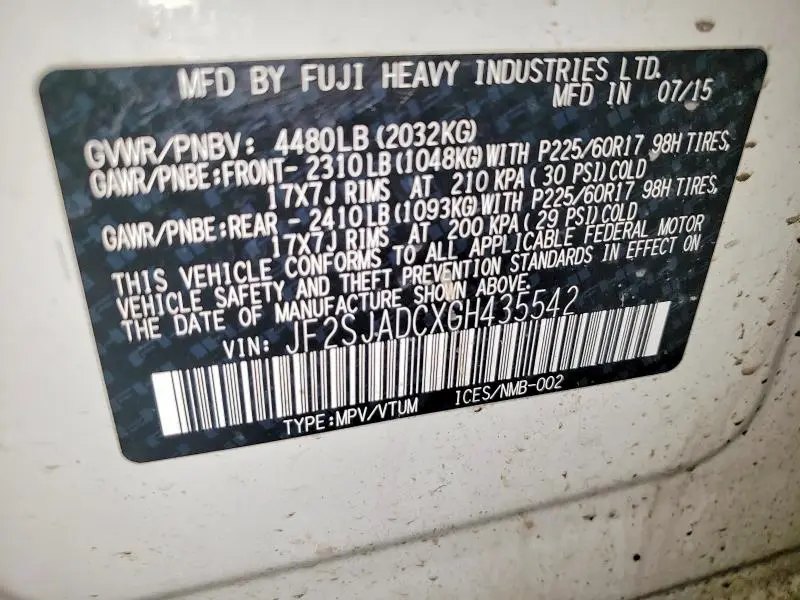 MFD BY FUJI HEAVY INDUSTRIES LTD.
MFD IN 07/15
GVWR/PNBV: 4480LB (2032KG)
GAWR/PNBE:FRONT- 2310LB(1048KG)WITH P225/60R17 98H TIRES,
17X7J RIMS AT 210 KPA( 30 PSI)COLD
GAWR/PNBE:REAR - 2410LB(1093KG)WITH P225/60R17 98H TIRES,
17X7J RIMS AT 200 KPA( 29 PSI)COLD
THIS VEHICLE CONFORMS TO ALL APPLICABLE FEDERAL MOTOR
VEHICLE SAFETY AND THEFT PREVENTION STANDARDS IN EFFECT ON
THE DATE OF MANUFACTURE SHOWN ABOVE.
VIN: JF2SJADCXGH435542
TYPE:MPV/VTUM ICES/NMB-002